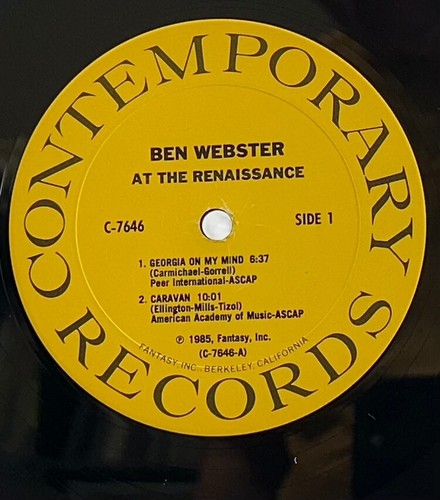 CONTEMPORARY
RECORDS
BEN WEBSTER
AT THE RENAISSANCE
C-7646 SIDE 1
1. GEORGIA ON MY MIND 6:37
(Carmichael-Gorrell)
Peer International-ASCAP
2. CARAVAN 10:01
(Ellington-Mills-Tizol)
American Academy of Music-ASCAP
℗ 1985, Fantasy, Inc.
(C-7646-A)
FANTASY, INC. BERKELEY, CALIFORNIA